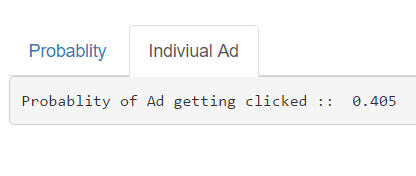 Probablity Indiviual Ad
Probablity of Ad getting clicked :: 0.405